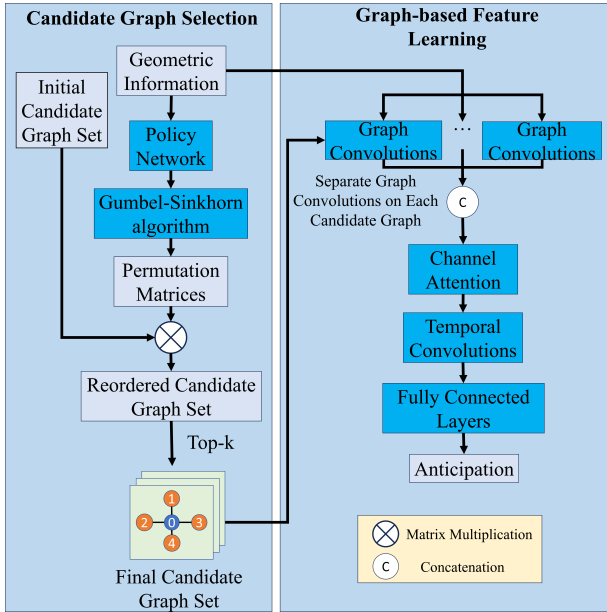 Candidate Graph Selection
Geometric
Information
Initial
Candidate
Graph Set
Policy
Network
Gumbel-Sinkhorn
algorithm
Permutation
Matrices
Reordered Candidate
Graph Set
Top-k
1
2 0 3
4
Final Candidate
Graph Set
Graph-based Feature
Learning
Graph
Convolutions
...
Graph
Convolutions
Separate Graph
Convolutions on Each
Candidate Graph
C
Channel
Attention
Temporal
Convolutions
Fully Connected
Layers
Anticipation
Matrix Multiplication
C Concatenation